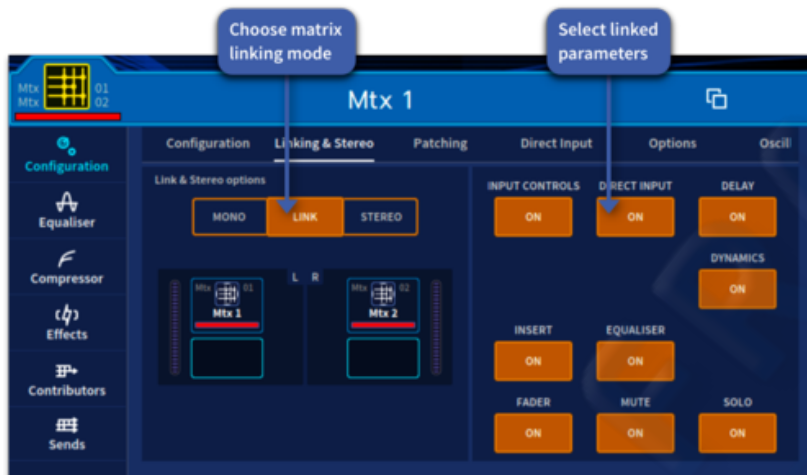 Choose matrix
linking mode
Select linked
parameters
Mtx 01
Mtx 02
Mtx 1
Configuration
Equaliser
Compressor
Effects
Contributors
Sends
Configuration Linking & Stereo Patching Direct Input Options Oscill
Link & Stereo options
MONO LINK STEREO
L R
Mtx 01
Mtx 1
Mtx 02
Mtx 2
INPUT CONTROLS DIRECT INPUT DELAY
ON ON ON
DYNAMICS
ON
INSERT EQUALISER
ON ON
FADER MUTE SOLO
ON ON ON